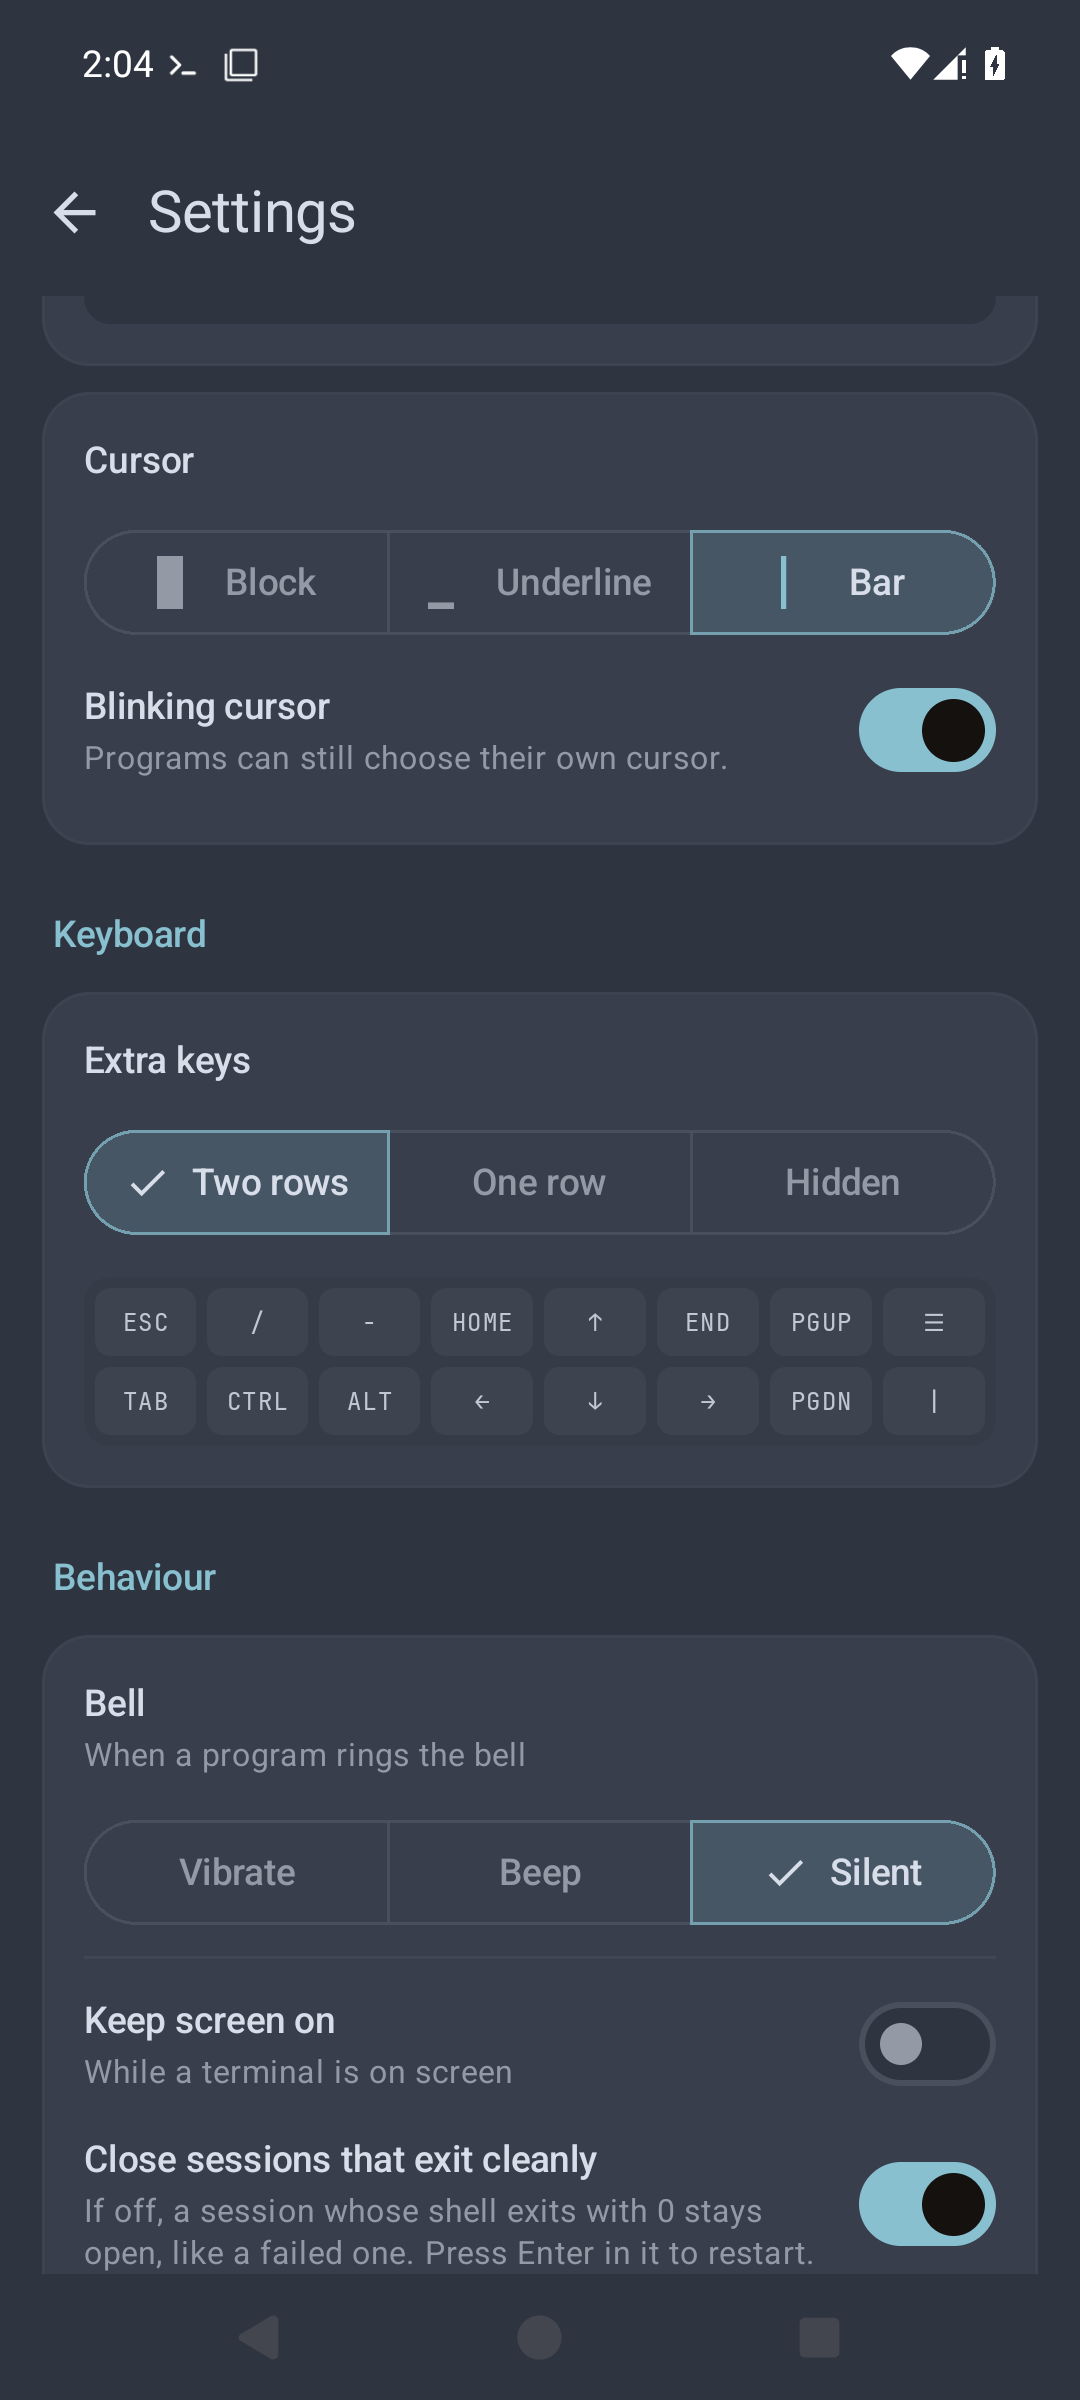 2:04
Settings
Cursor
Block
Underline
Bar
Blinking cursor
Programs can still choose their own cursor.
Keyboard
Extra keys
Two rows
One row
Hidden
ESC / - HOME ↑ END PGUP ☰
TAB CTRL ALT ← ↓ → PGDN |
Behaviour
Bell
When a program rings the bell
Vibrate
Beep
Silent
Keep screen on
While a terminal is on screen
Close sessions that exit cleanly
If off, a session whose shell exits with 0 stays
open, like a failed one. Press Enter in it to restart.